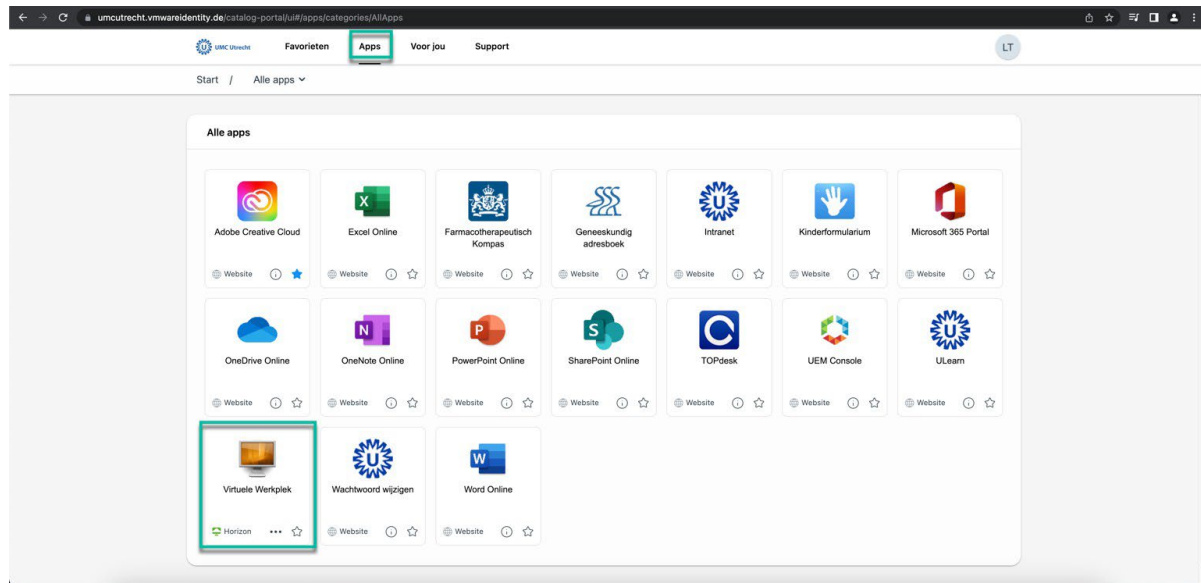 umcutrecht.vmwareidentity.de/catalog-portal/ui#/apps/categories/AllApps
UMC Utrecht Favorieten Apps Voor jou Support LT
Start / Alle apps
Alle apps
Adobe Creative Cloud
Website
Excel Online
Website
Farmacotherapeutisch
Kompas
Website
Geneeskundig
adresboek
Website
Intranet
Website
Kinderformularium
Website
Microsoft 365 Portal
Website
OneDrive Online
Website
N
OneNote Online
Website
P
PowerPoint Online
Website
S
SharePoint Online
Website
TOPdesk
Website
UEM Console
Website
U
ULearn
Website
Virtuele Werkplek
Horizon
U
Wachtwoord wijzigen
Website
W
Word Online
Website